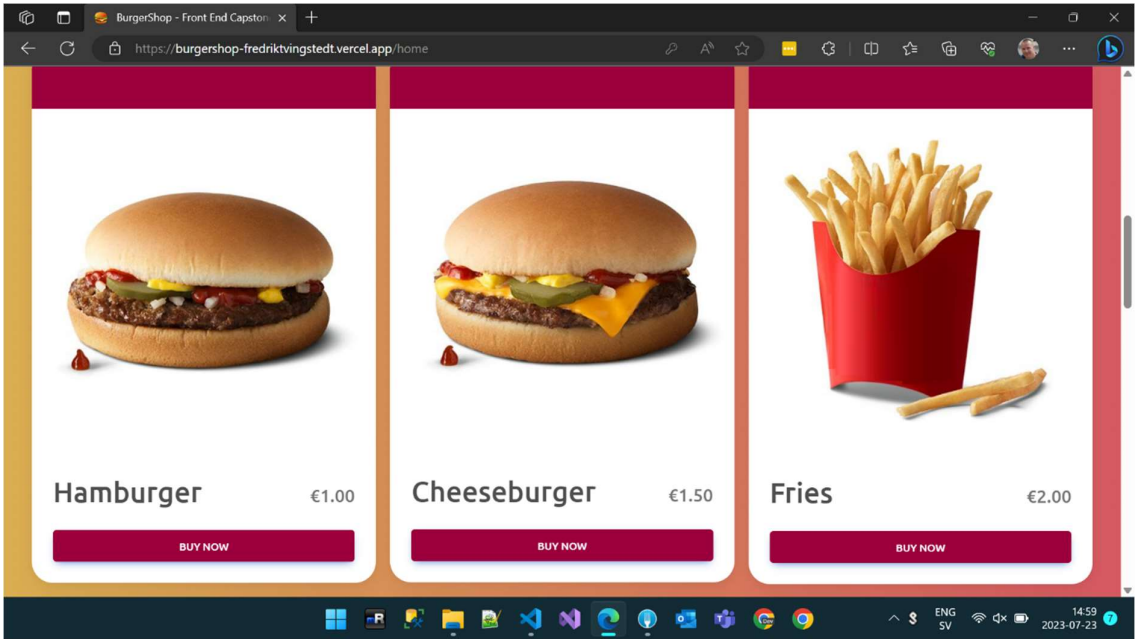 BurgerShop - Front End Capston
https://burgershop-fredriktvingstedt.vercel.app/home
Hamburger €1.00
Cheeseburger €1.50
Fries €2.00
BUY NOW
BUY NOW
BUY NOW
ENG
SV
14:59
2023-07-23
7